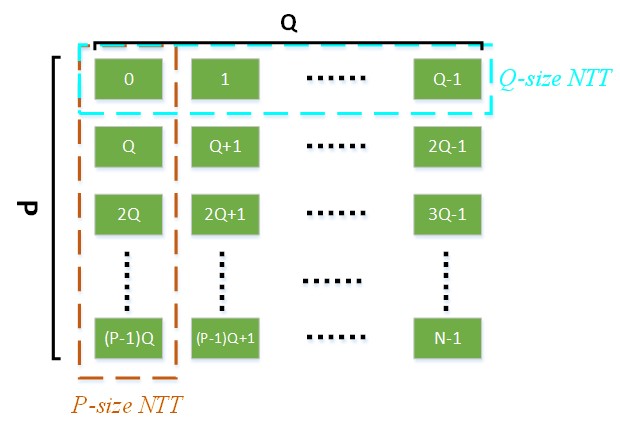 Q
0 1 ······ Q-1
Q-size NTT
Q Q+1 ······ 2Q-1
P
2Q 2Q+1 ······ 3Q-1
(P-1)Q (P-1)Q+1 ······ N-1
P-size NTT